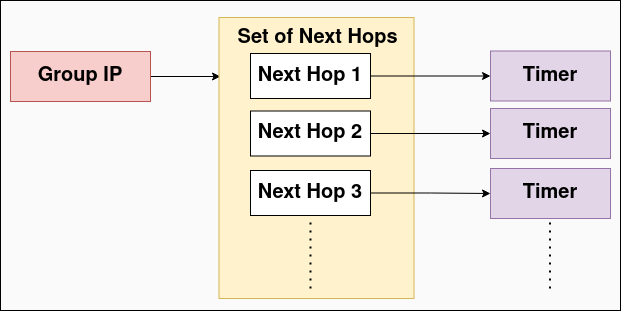 Set of Next Hops
Group IP
Next Hop 1
Timer
Next Hop 2
Timer
Next Hop 3
Timer